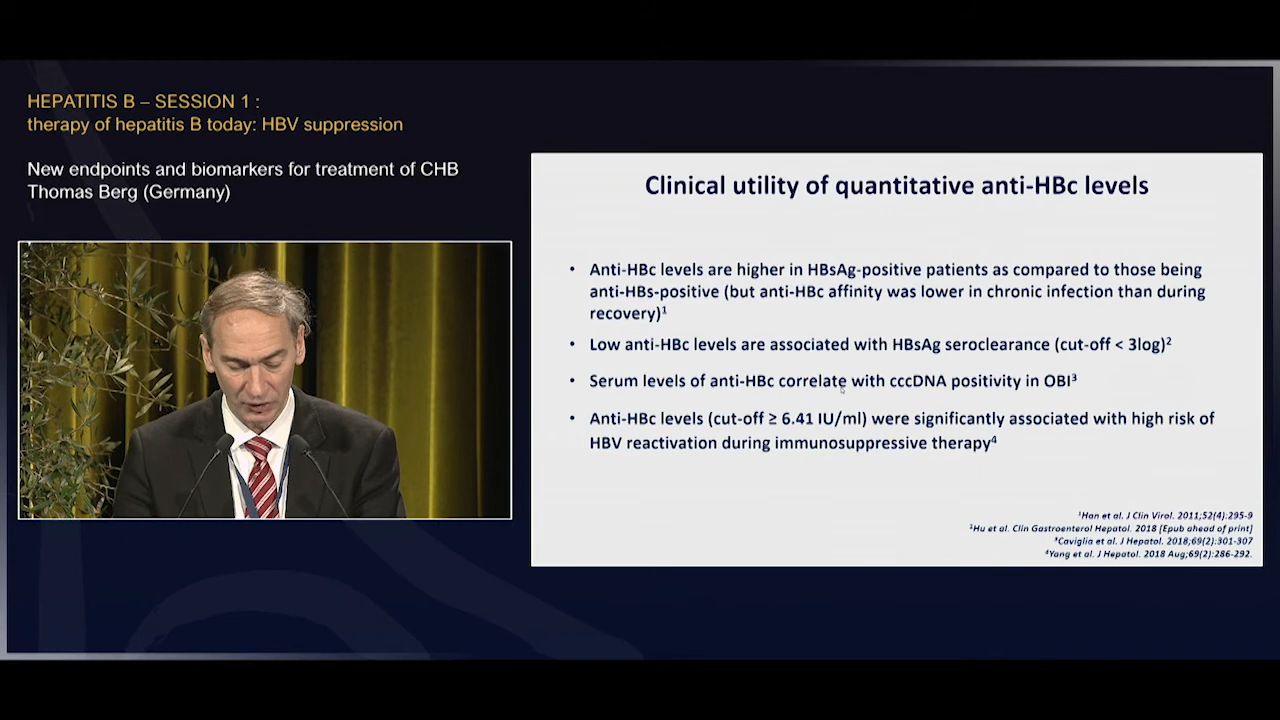 HEPATITIS B – SESSION 1 :
therapy of hepatitis B today: HBV suppression
New endpoints and biomarkers for treatment of CHB
Thomas Berg (Germany)
Clinical utility of quantitative anti-HBc levels
• Anti-HBc levels are higher in HBsAg-positive patients as compared to those being
anti-HBs-positive (but anti-HBc affinity was lower in chronic infection than during
recovery)¹
• Low anti-HBc levels are associated with HBsAg seroclearance (cut-off < 3log)²
• Serum levels of anti-HBc correlate with cccDNA positivity in OBI³
• Anti-HBc levels (cut-off ≥ 6.41 IU/ml) were significantly associated with high risk of
HBV reactivation during immunosuppressive therapy⁴
¹Han et al. J Clin Virol. 2011;52(4):295-9
²Hu et al. Clin Gastroenterol Hepatol. 2018 [Epub ahead of print]
³Caviglia et al. J Hepatol. 2018;69(2):301-307
⁴Yang et al. J Hepatol. 2018 Aug;69(2):286-292.